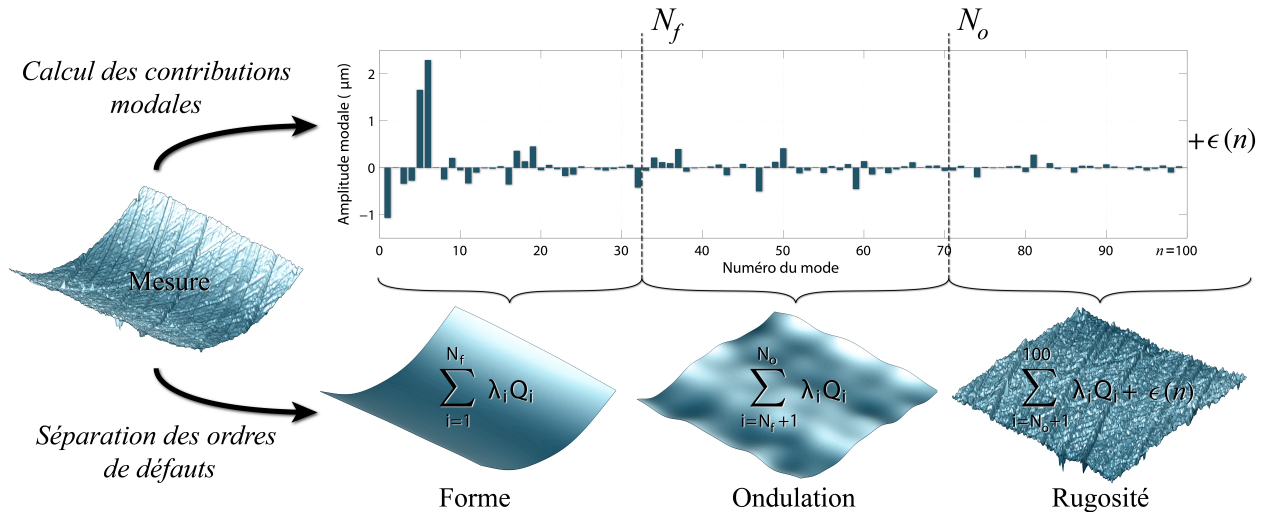 N_f
N_o
Calcul des contributions
modales
Amplitude modale ( μm)
2
1
0
−1
+ϵ(n)
0 10 20 30 40 50 60 70 80 90 n=100
Numéro du mode
Mesure
N_f
∑ λ_i Q_i
i=1
N_o
∑ λ_i Q_i
i=N_f+1
100
∑ λ_i Q_i + ϵ(n)
i=N_o+1
Séparation des ordres
de défauts
Forme
Ondulation
Rugosité